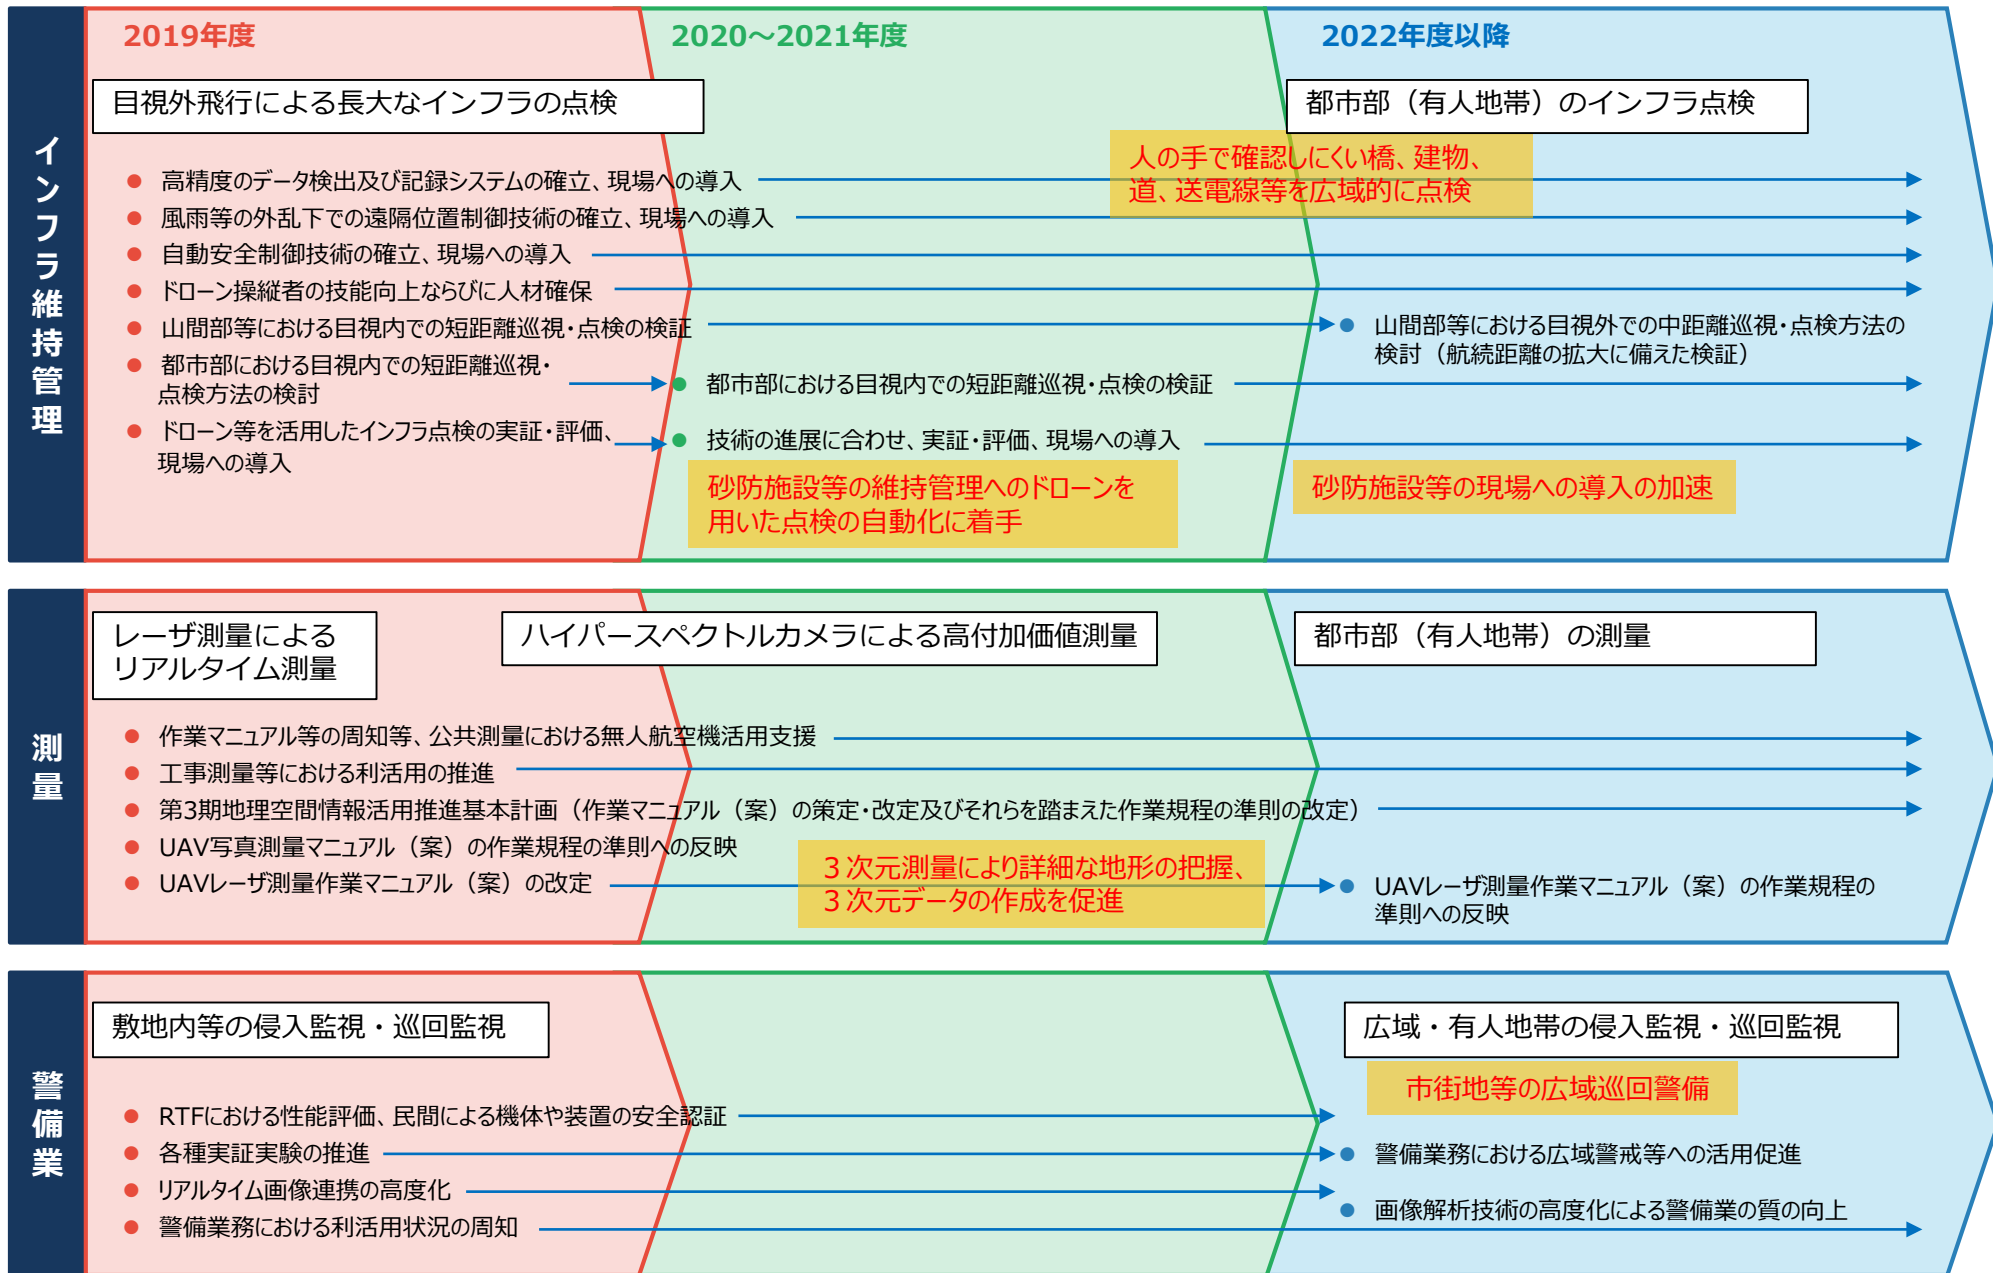 2019年度
2020～2021年度
2022年度以降
インフラ維持管理
目視外飛行による長大なインフラの点検
都市部（有人地帯）のインフラ点検
人の手で確認しにくい橋、建物、
道、送電線等を広域的に点検
高精度のデータ検出及び記録システムの確立、現場への導入
風雨等の外乱下での遠隔位置制御技術の確立、現場への導入
自動安全制御技術の確立、現場への導入
ドローン操縦者の技能向上ならびに人材確保
山間部等における目視内での短距離巡視・点検の検証
山間部等における目視外での中距離巡視・点検方法の
検討（航続距離の拡大に備えた検証）
都市部における目視内での短距離巡視・
点検方法の検討
都市部における目視内での短距離巡視・点検の検証
ドローン等を活用したインフラ点検の実証・評価、
現場への導入
技術の進展に合わせ、実証・評価、現場への導入
砂防施設等の維持管理へのドローンを
用いた点検の自動化に着手
砂防施設等の現場への導入の加速
測量
レーザ測量による
リアルタイム測量
ハイパースペクトルカメラによる高付加価値測量
都市部（有人地帯）の測量
作業マニュアル等の周知等、公共測量における無人航空機活用支援
工事測量等における利活用の推進
第3期地理空間情報活用推進基本計画（作業マニュアル（案）の策定・改定及びそれらを踏まえた作業規程の準則の改定）
UAV写真測量マニュアル（案）の作業規程の準則への反映
UAVレーザ測量作業マニュアル（案）の改定
３次元測量により詳細な地形の把握、
３次元データの作成を促進
UAVレーザ測量作業マニュアル（案）の作業規程の
準則への反映
警備業
敷地内等の侵入監視・巡回監視
広域・有人地帯の侵入監視・巡回監視
市街地等の広域巡回警備
RTFにおける性能評価、民間による機体や装置の安全認証
各種実証実験の推進
警備業務における広域警戒等への活用促進
リアルタイム画像連携の高度化
画像解析技術の高度化による警備業の質の向上
警備業務における利活用状況の周知